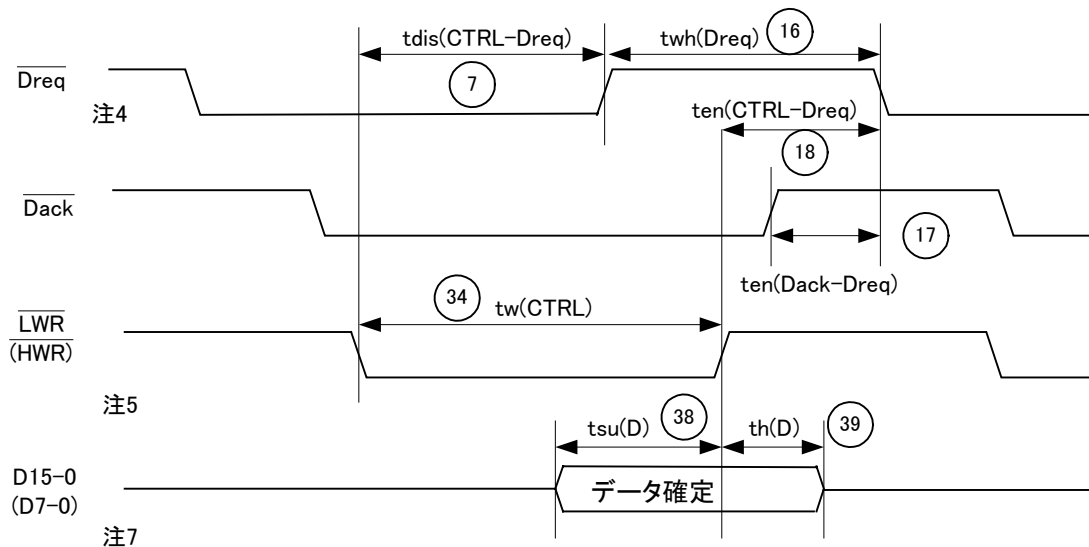 tdis(CTRL-Dreq)
twh(Dreq)
16
Dreq
7
注4
ten(CTRL-Dreq)
18
Dack
17
ten(Dack-Dreq)
34
tw(CTRL)
LWR
(HWR)
注5
tsu(D)
38
th(D)
39
D15-0
(D7-0)
データ確定
注7